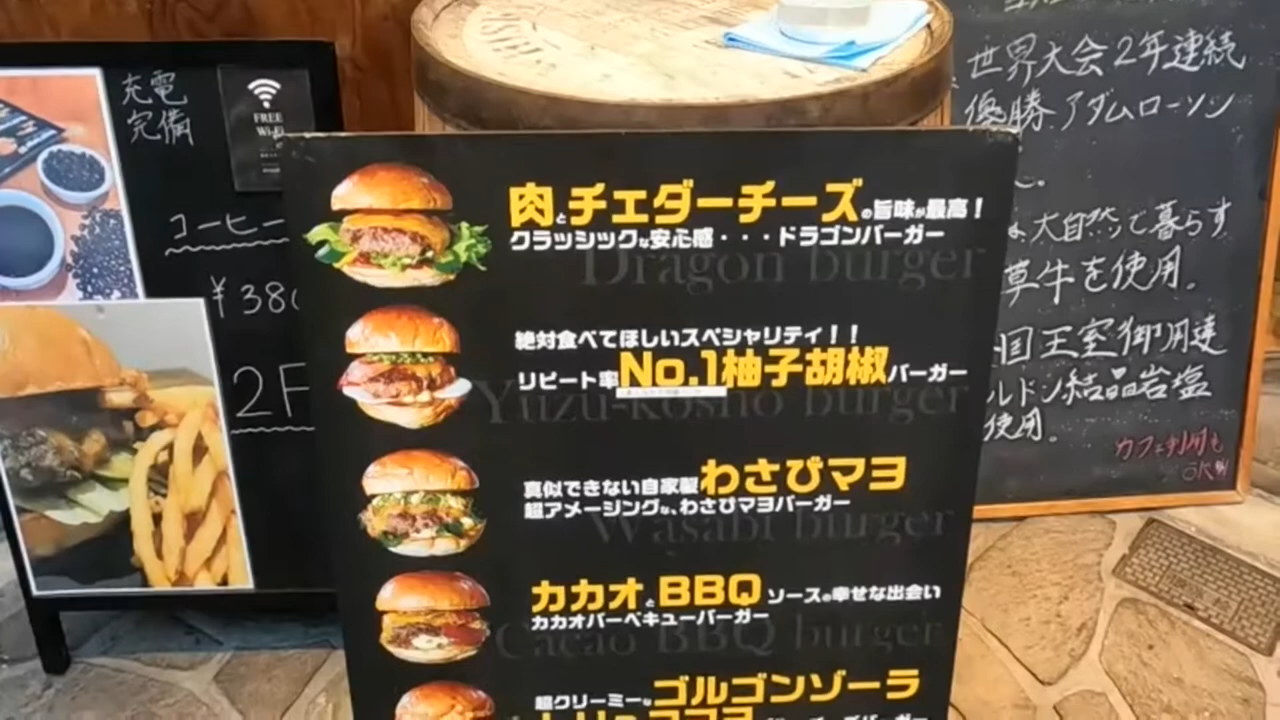 充電
完備
FREE
Wi-Fi
コーヒー
¥380
2F
肉とチェダーチーズの旨味が最高!
クラッシックな安心感・・・ドラゴンバーガー
Dragon burger
絶対食べてほしいスペシャリティ!!
リピート率No.1柚子胡椒バーガー
Yuzu-kosho burger
真似できない自家製わさびマヨ
超アメージングな、わさびマヨバーガー
Wasabi burger
カカオとBBQソースの幸せな出会い
カカオバーベキューバーガー
Cacao BBQ burger
超クリーミーなゴルゴンゾーラ
世界大会2年連続
優勝アダムローソン
大自然で暮らす
草牛を使用。
国王室御用達
ルドン結晶岩塩
使用。
カフェ利用も
OK!!